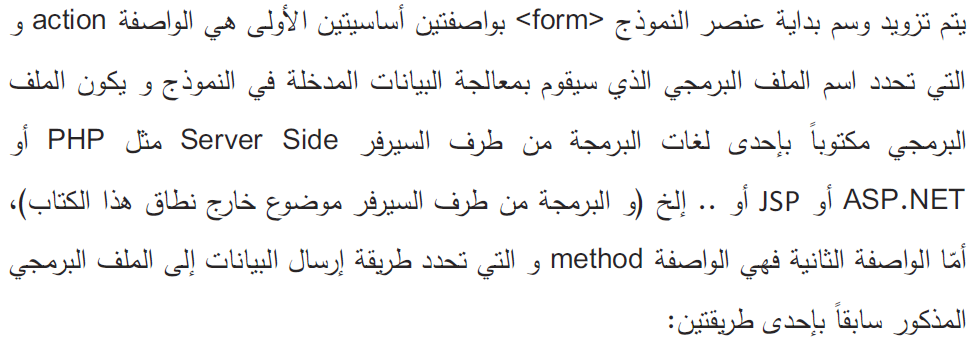 يتم تزويد وسم بداية عنصر النموذج <form> بواصفتين أساسيتين الأولى هي الواصفة action و
التي تحدد اسم الملف البرمجي الذي سيقوم بمعالجة البيانات المدخلة في النموذج و يكون الملف
البرمجي مكتوباً بإحدى لغات البرمجة من طرف السيرفر Server Side مثل PHP أو
ASP.NET أو JSP أو .. إلخ (و البرمجة من طرف السيرفر موضوع خارج نطاق هذا الكتاب)،
أمّا الواصفة الثانية فهي الواصفة method و التي تحدد طريقة إرسال البيانات إلى الملف البرمجي
المذكور سابقاً بإحدى طريقتين: